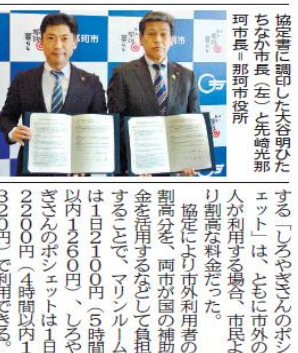 協定書に調印した大谷明ひた
ちなか市長（左）と先﨑光那
珂市長＝那珂市役所
する「しろやぎさんのポシ
ェット」は、ともに市外の
人が利用する場合、市民よ
り割高な料金だった。
協定により市外利用者の
割高分を、両市が国の補助
金を活用するなどして負担
することで、マリンルーム
は1日2100円（5時間
以内1260円）、しろや
ぎさんのポシェットは1日
2200円（4時間以内1
320円）で利用できる。